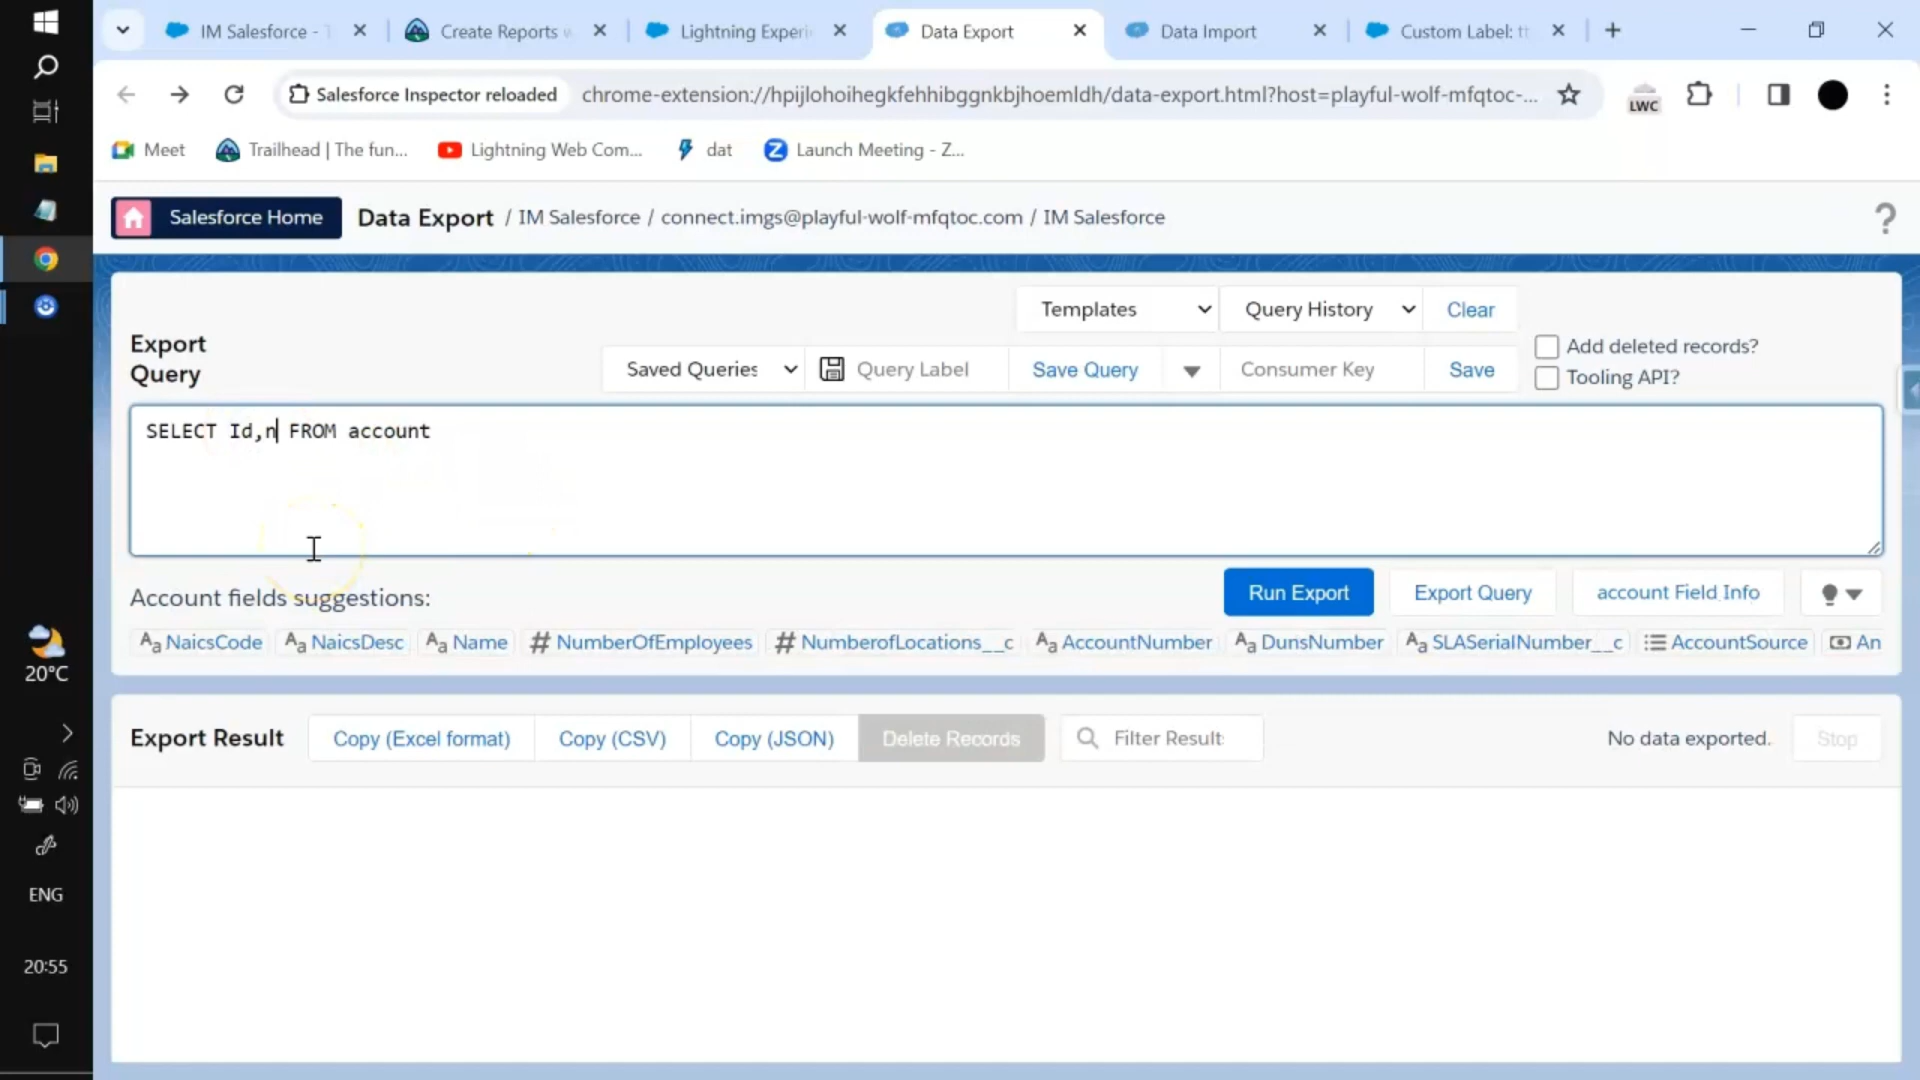 IM Salesforce - T
Create Reports w
Lightning Experi
Data Export
Data Import
Custom Label: tt
Salesforce Inspector reloaded
chrome-extension://hpijlohoihegkfehhibggnkbjhoemldh/data-export.html?host=playful-wolf-mfqtoc-...
LWC
Meet
Trailhead | The fun...
Lightning Web Com...
dat
Launch Meeting - Z...
Salesforce Home
Data Export / IM Salesforce / connect.imgs@playful-wolf-mfqtoc.com / IM Salesforce
?
Templates
Query History
Clear
Export
Query
Saved Queries
Query Label
Save Query
Consumer Key
Save
Add deleted records?
Tooling API?
SELECT Id,n FROM account
Account fields suggestions:
Run Export
Export Query
account Field Info
NaicsCode
NaicsDesc
Name
NumberOfEmployees
NumberofLocations__c
AccountNumber
DunsNumber
SLASerialNumber__c
AccountSource
An
Export Result
Copy (Excel format)
Copy (CSV)
Copy (JSON)
Delete Records
Filter Result:
No data exported.
Stop
20°C
ENG
20:55